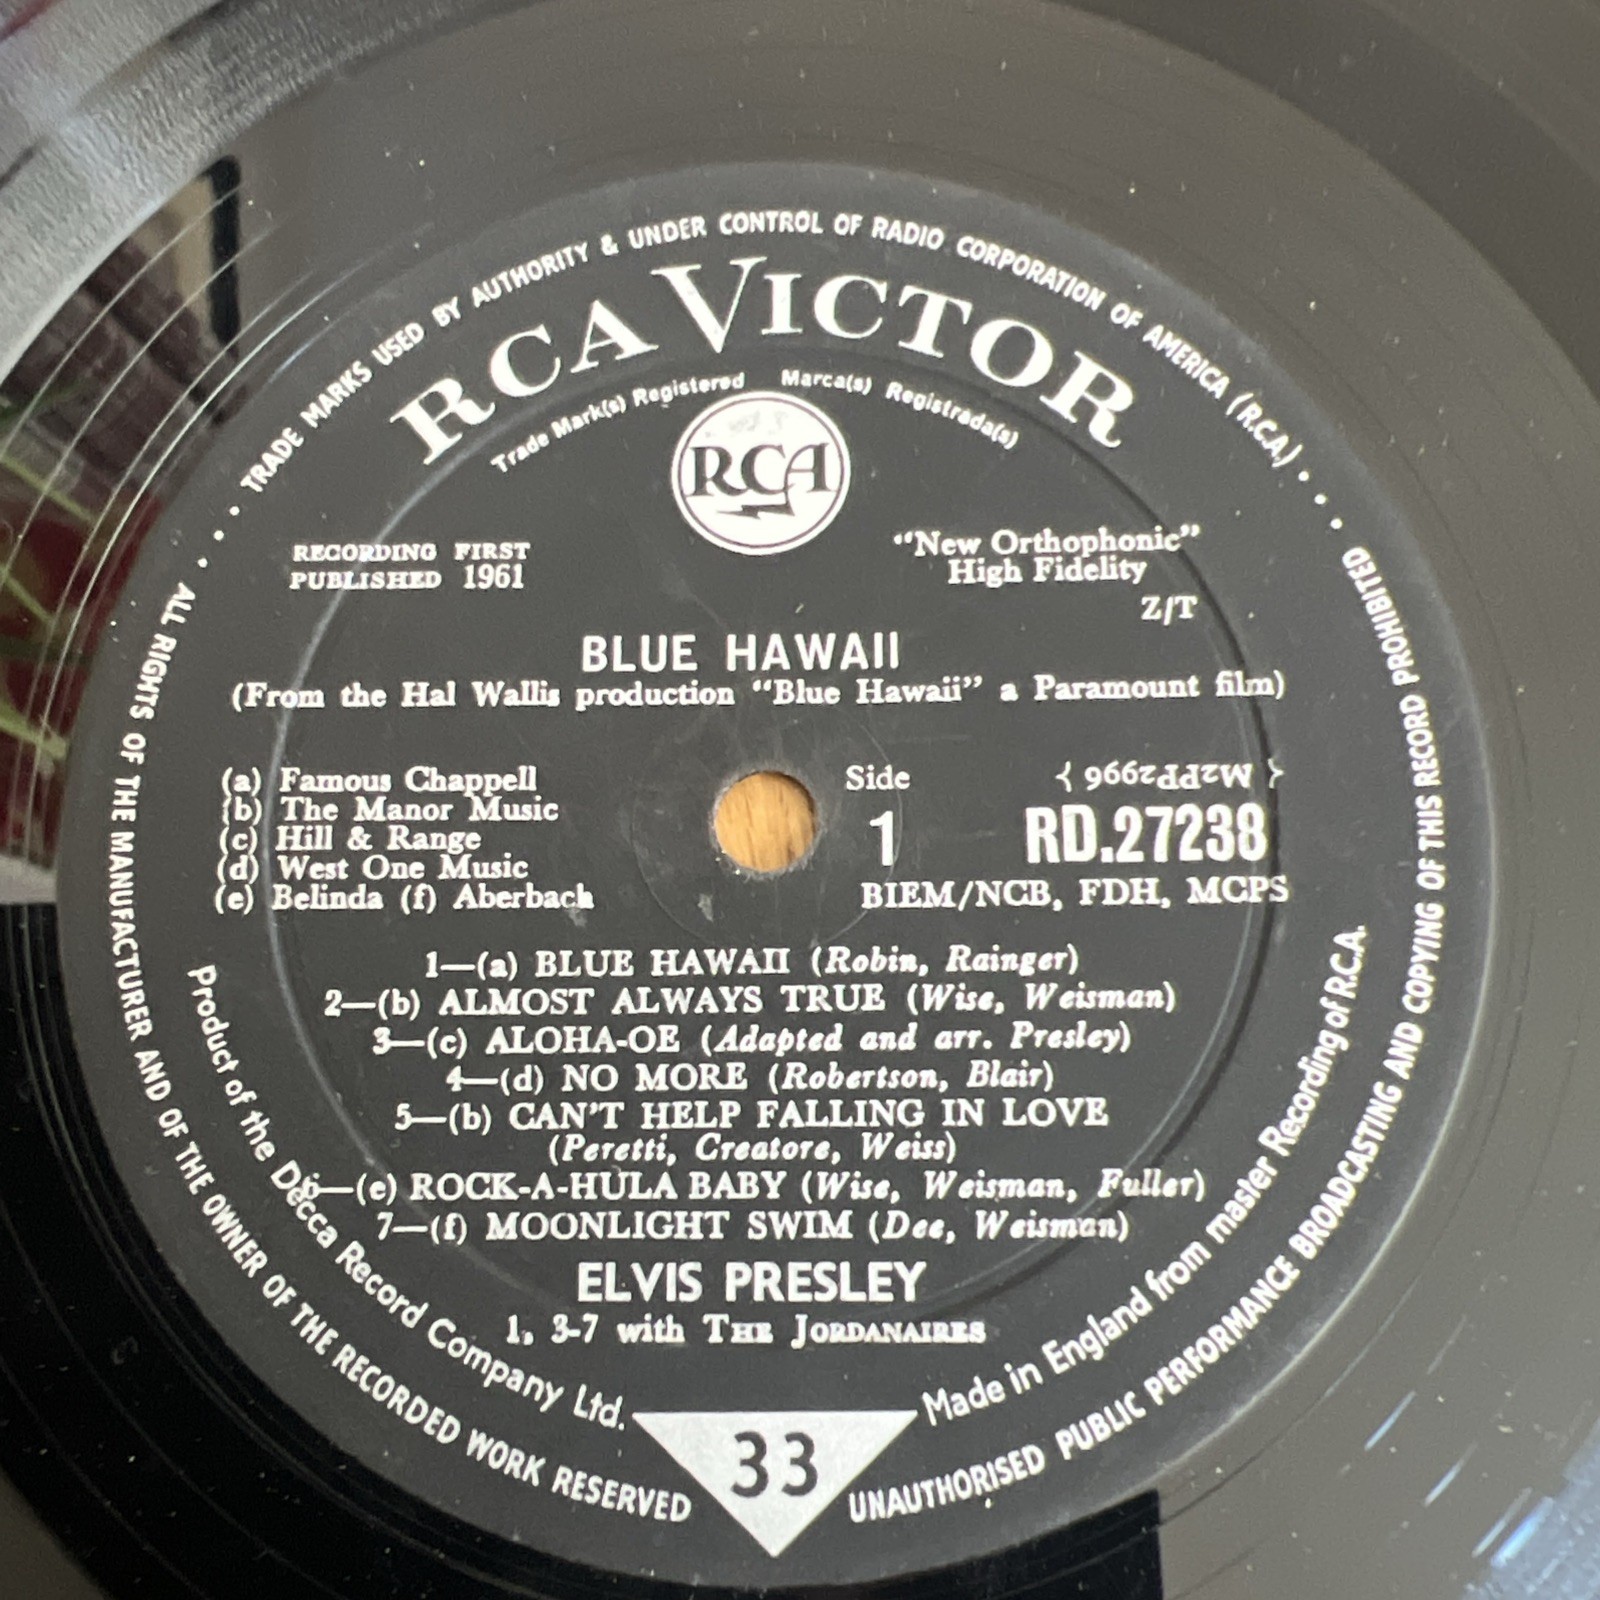 TRADE MARKS USED BY AUTHORITY & UNDER CONTROL OF RADIO CORPORATION OF AMERICA (R.C.A.)
RCA VICTOR
Trade Mark(s) Registered Marca(s) Registrada(s)
RCA
RECORDING FIRST
PUBLISHED 1961
"New Orthophonic"
High Fidelity
Z/T
BLUE HAWAII
(From the Hal Wallis production "Blue Hawaii" a Paramount film)
(a) Famous Chappell
(b) The Manor Music
(c) Hill & Range
(d) West One Music
(e) Belinda (f) Aberbach
Side
1
{ M2PP2996 }
RD.27238
BIEM/NCB, FDH, MCPS
1—(a) BLUE HAWAII (Robin, Rainger)
2—(b) ALMOST ALWAYS TRUE (Wise, Weisman)
3—(c) ALOHA-OE (Adapted and arr. Presley)
4—(d) NO MORE (Robertson, Blair)
5—(b) CAN'T HELP FALLING IN LOVE
(Peretti, Creatore, Weiss)
6—(e) ROCK-A-HULA BABY (Wise, Weisman, Fuller)
7—(f) MOONLIGHT SWIM (Dee, Weisman)
ELVIS PRESLEY
1, 3-7 with THE JORDANAIRES
Product of the Decca Record Company Ltd.
Made in England from master Recording of R.C.A.
33
ALL RIGHTS OF THE MANUFACTURER AND OF THE OWNER OF THE RECORDED WORK RESERVED
UNAUTHORISED PUBLIC PERFORMANCE BROADCASTING AND COPYING OF THIS RECORD PROHIBITED